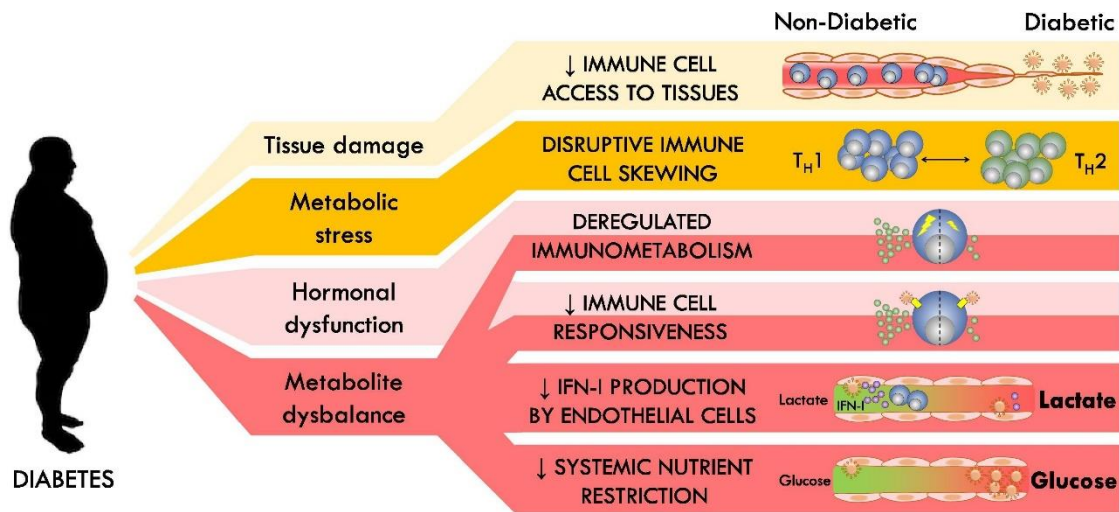 Non-Diabetic
Diabetic
↓ IMMUNE CELL
ACCESS TO TISSUES
Tissue damage
DISRUPTIVE IMMUNE
CELL SKEWING
TH1
TH2
Metabolic
stress
DEREGULATED
IMMUNOMETABOLISM
Hormonal
dysfunction
↓ IMMUNE CELL
RESPONSIVENESS
Metabolite
dysbalance
↓ IFN-I PRODUCTION
BY ENDOTHELIAL CELLS
Lactate
IFN-I
Lactate
↓ SYSTEMIC NUTRIENT
RESTRICTION
Glucose
Glucose
DIABETES